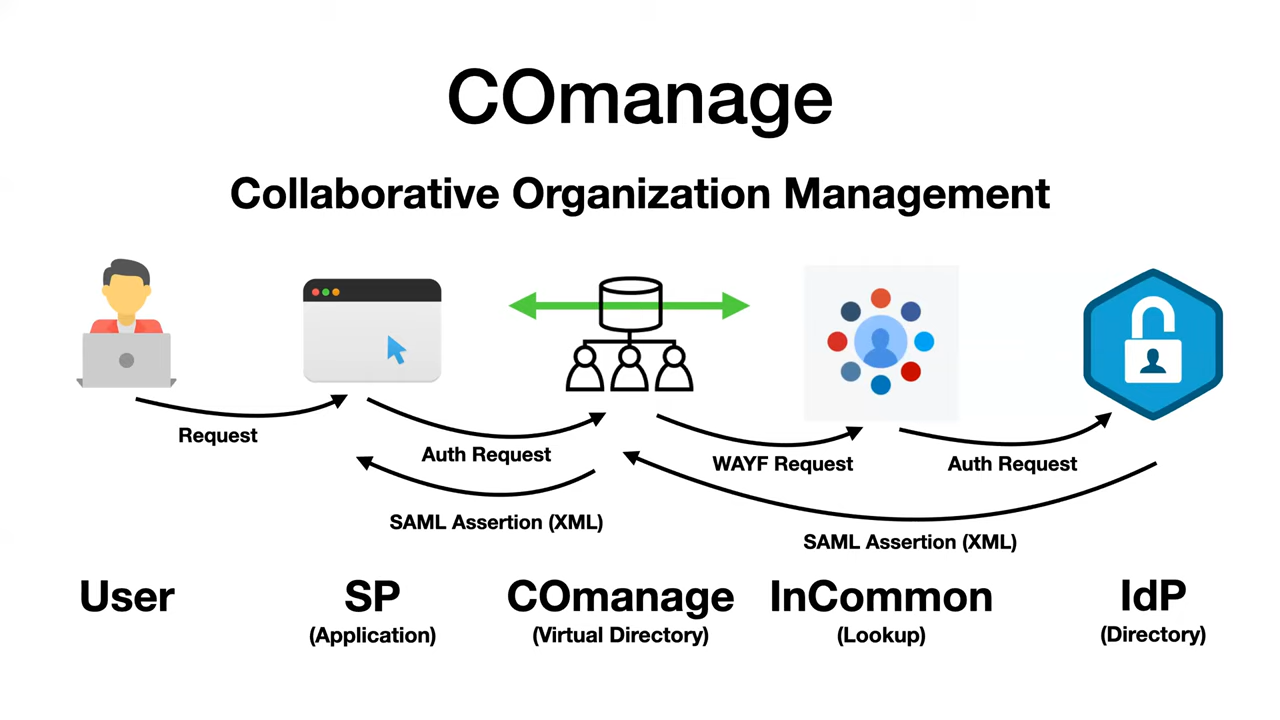 COmanage
Collaborative Organization Management
Request
Auth Request
WAYF Request
Auth Request
SAML Assertion (XML)
SAML Assertion (XML)
User
SP
(Application)
COmanage
(Virtual Directory)
InCommon
(Lookup)
IdP
(Directory)